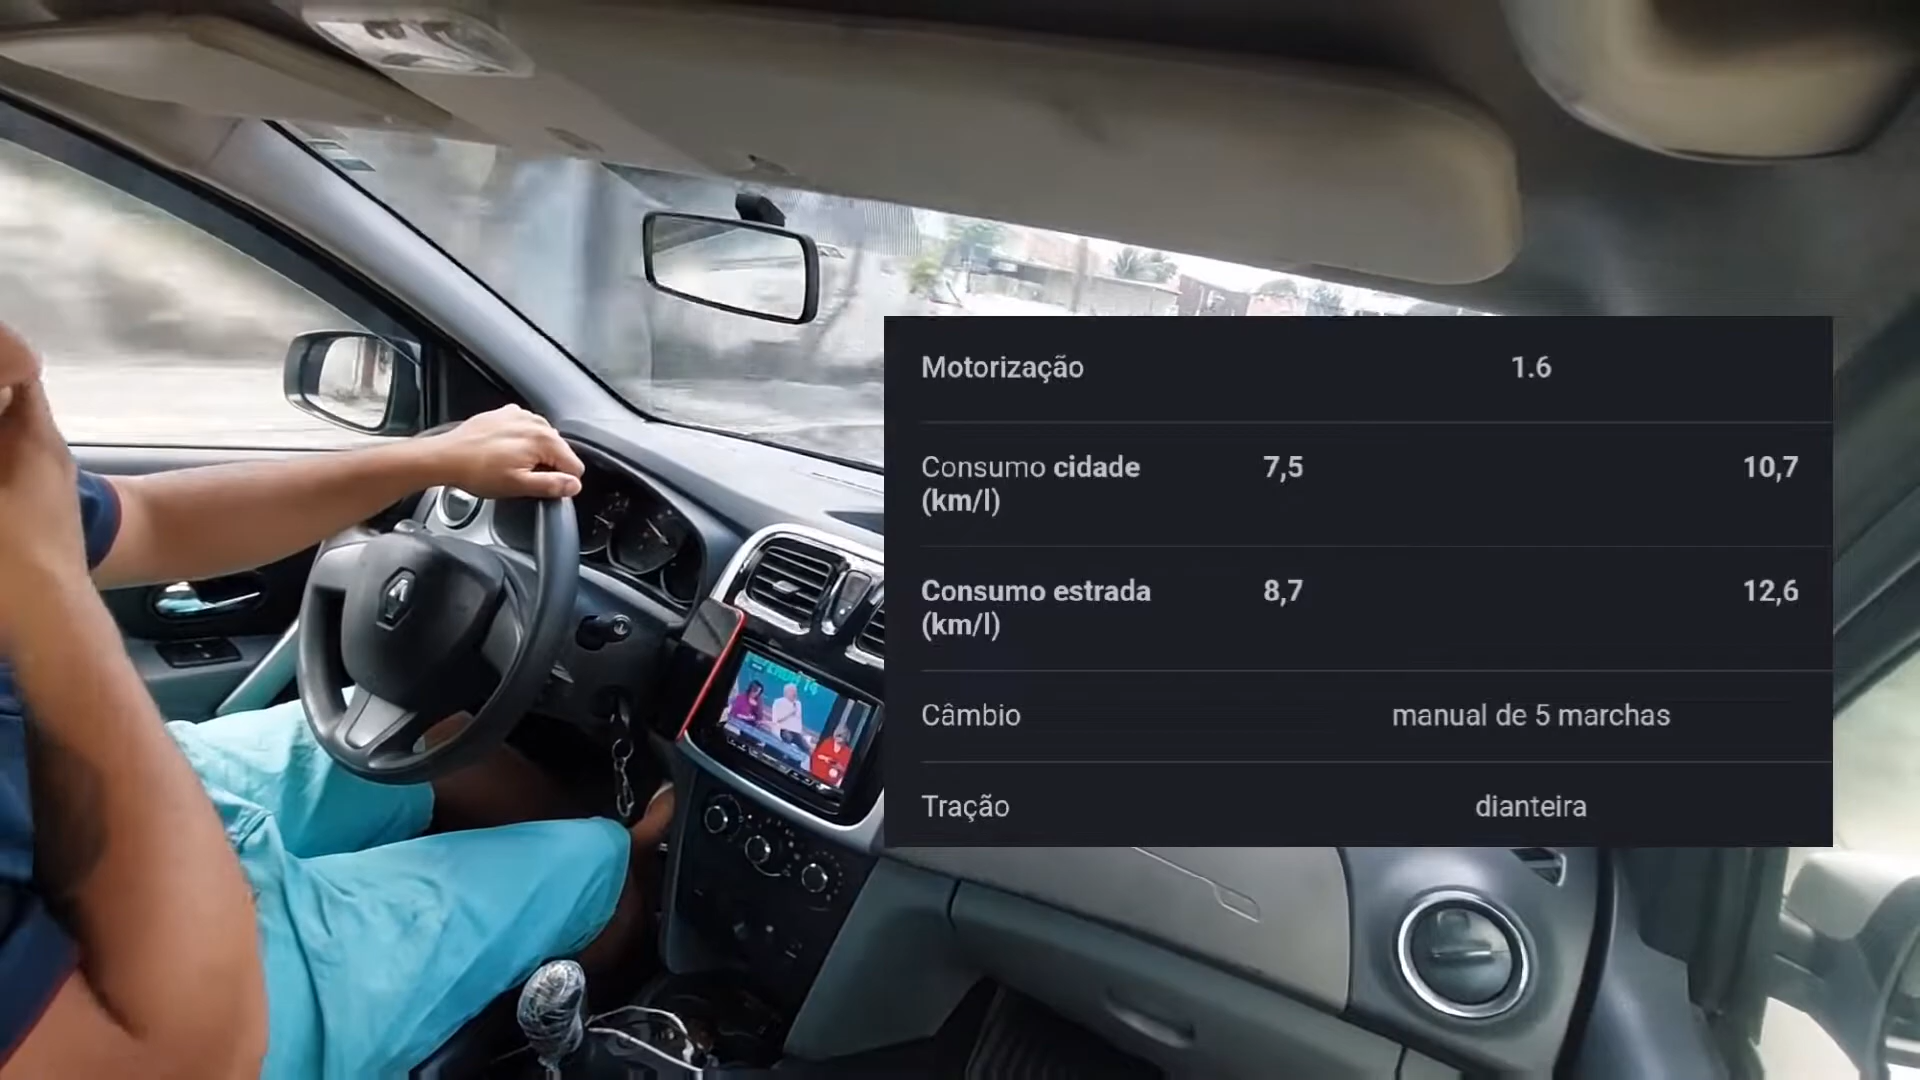 Motorização 1.6
Consumo cidade 7,5 10,7
(km/l)
Consumo estrada 8,7 12,6
(km/l)
Câmbio manual de 5 marchas
Tração dianteira